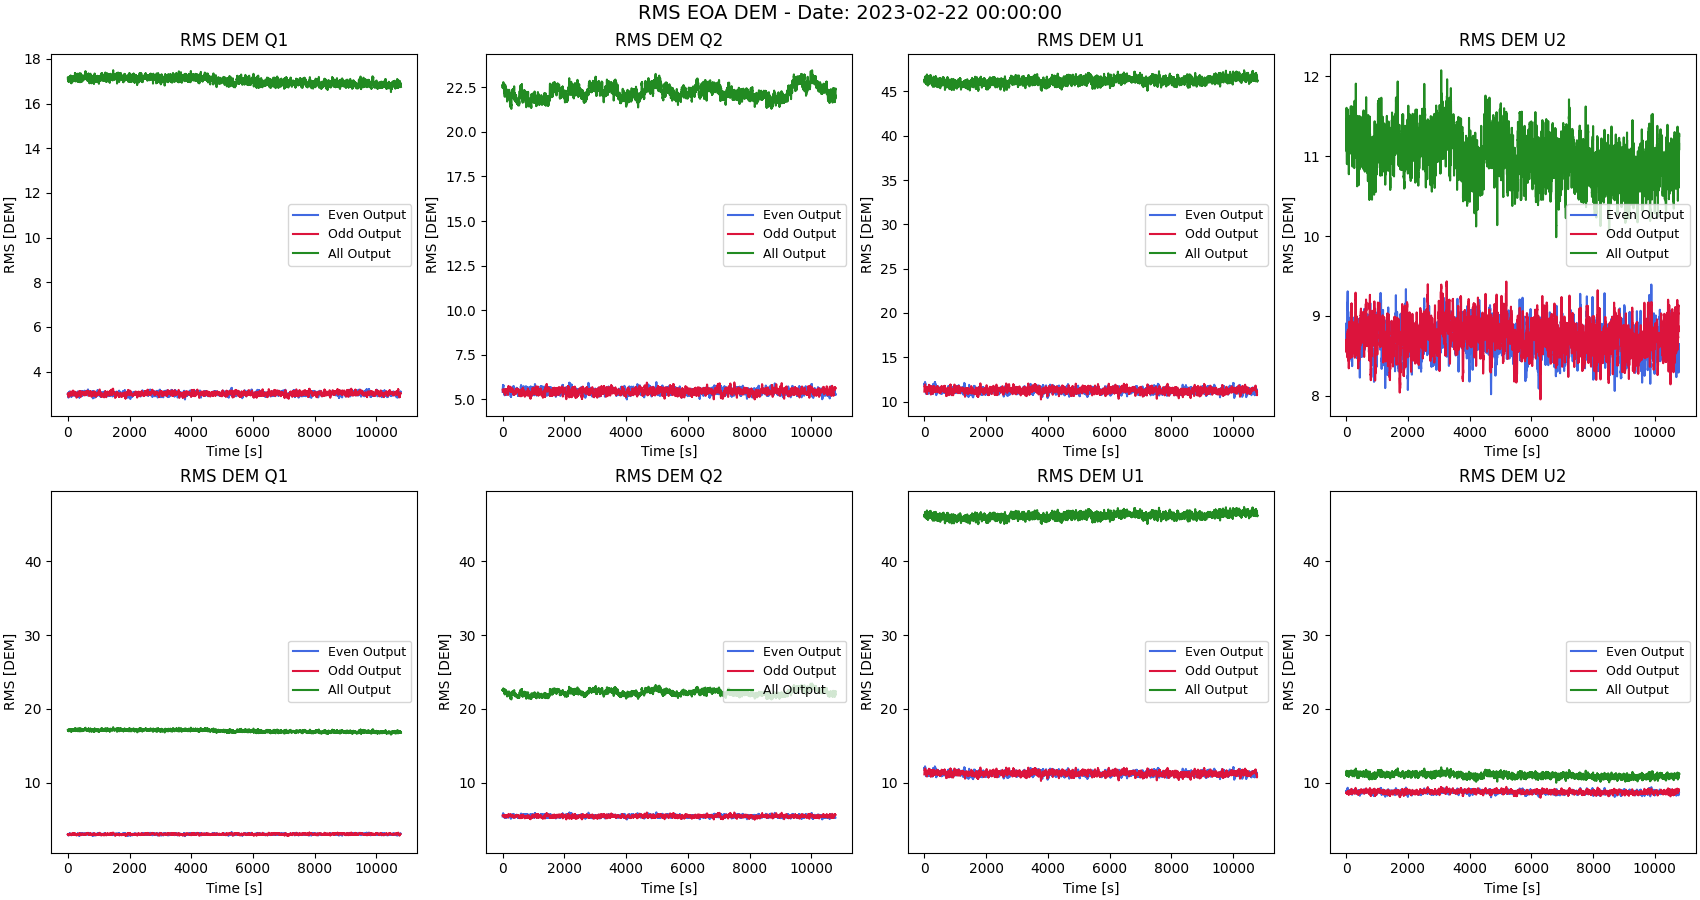 RMS EOA DEM - Date: 2023-02-22 00:00:00
RMS DEM Q1
RMS [DEM]
18
16
14
12
10
8
6
4
Even Output
Odd Output
All Output
0 2000 4000 6000 8000 10000
Time [s]
RMS DEM Q2
RMS [DEM]
22.5
20.0
17.5
15.0
12.5
10.0
7.5
5.0
Even Output
Odd Output
All Output
0 2000 4000 6000 8000 10000
Time [s]
RMS DEM U1
RMS [DEM]
45
40
35
30
25
20
15
10
Even Output
Odd Output
All Output
0 2000 4000 6000 8000 10000
Time [s]
RMS DEM U2
RMS [DEM]
12
11
10
9
8
Even Output
Odd Output
All Output
0 2000 4000 6000 8000 10000
Time [s]
RMS DEM Q1
RMS [DEM]
40
30
20
10
Even Output
Odd Output
All Output
0 2000 4000 6000 8000 10000
Time [s]
RMS DEM Q2
RMS [DEM]
40
30
20
10
Even Output
Odd Output
All Output
0 2000 4000 6000 8000 10000
Time [s]
RMS DEM U1
RMS [DEM]
40
30
20
10
Even Output
Odd Output
All Output
0 2000 4000 6000 8000 10000
Time [s]
RMS DEM U2
RMS [DEM]
40
30
20
10
Even Output
Odd Output
All Output
0 2000 4000 6000 8000 10000
Time [s]